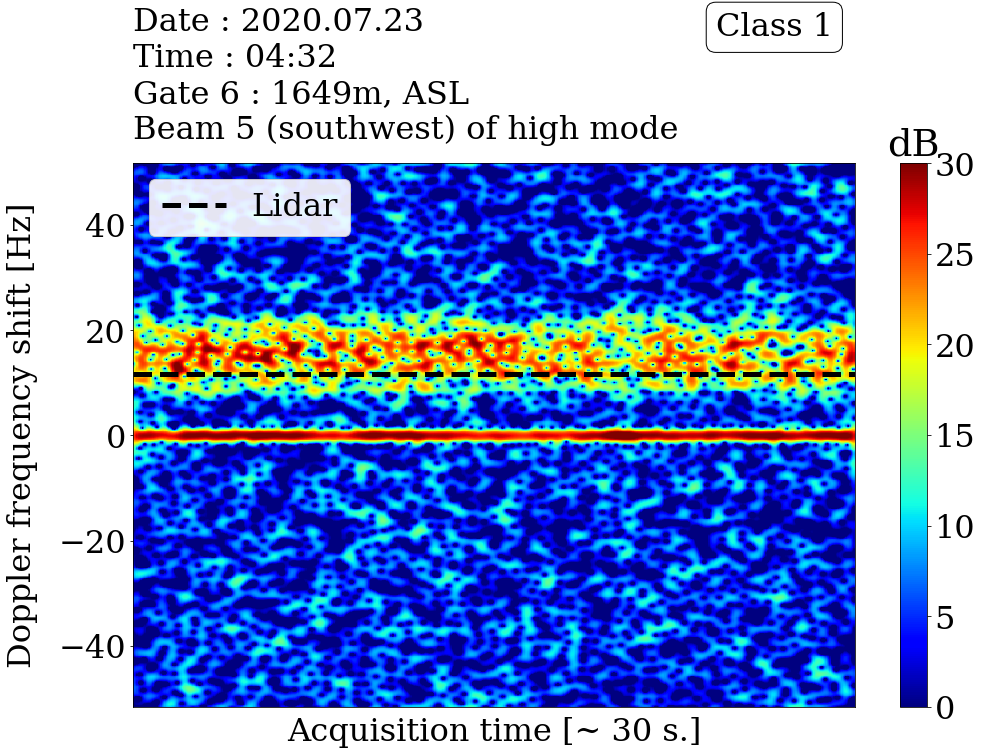 Date : 2020.07.23
Time : 04:32
Gate 6 : 1649m, ASL
Beam 5 (southwest) of high mode
Class 1
dB
Lidar
Doppler frequency shift [Hz]
40
20
0
−20
−40
Acquisition time [~ 30 s.]
30
25
20
15
10
5
0